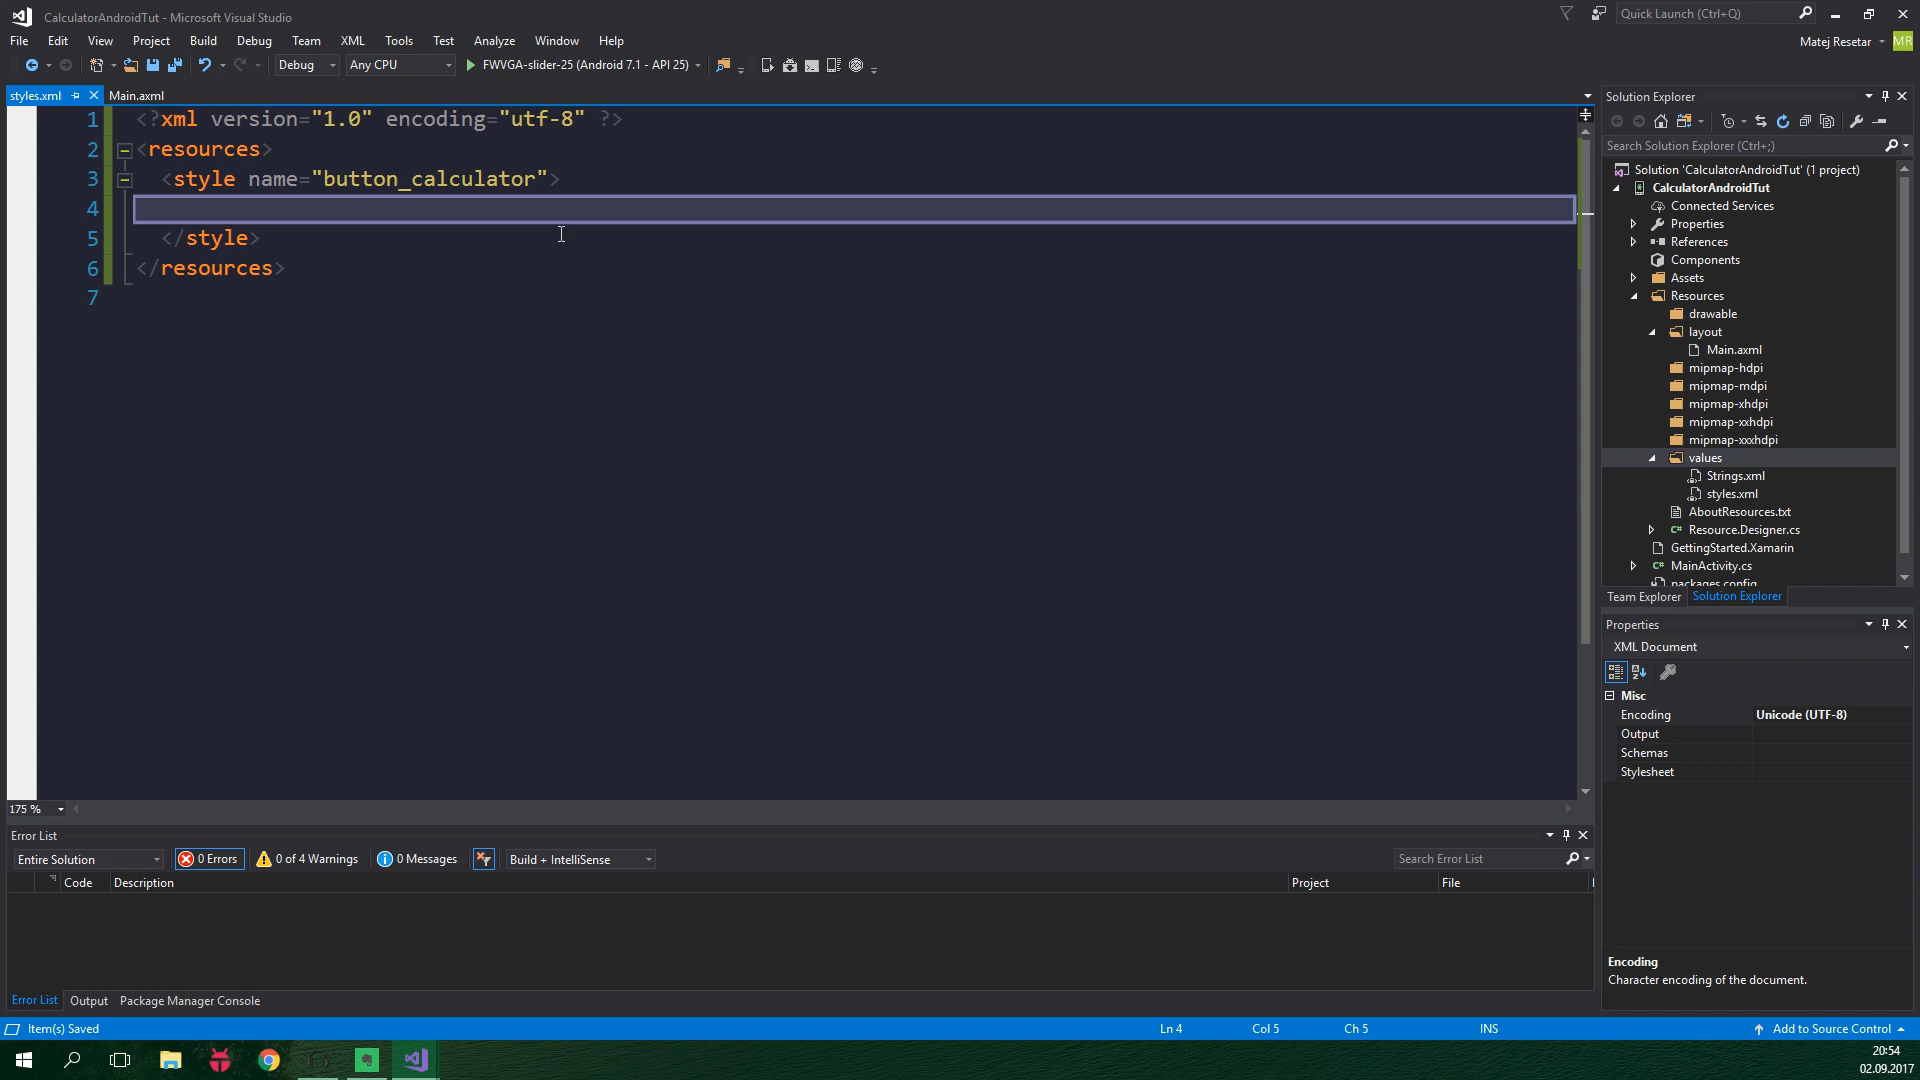 CalculatorAndroidTut - Microsoft Visual Studio
Quick Launch (Ctrl+Q)
File Edit View Project Build Debug Team XML Tools Test Analyze Window Help
Matej Resetar MR
Debug Any CPU FWVGA-slider-25 (Android 7.1 - API 25)
styles.xml Main.axml
1 <?xml version="1.0" encoding="utf-8" ?>
2 <resources>
3 <style name="button_calculator">
4
5 </style>
6 </resources>
7
175 %
Solution Explorer
Search Solution Explorer (Ctrl+;)
Solution 'CalculatorAndroidTut' (1 project)
CalculatorAndroidTut
Connected Services
Properties
References
Components
Assets
Resources
drawable
layout
Main.axml
mipmap-hdpi
mipmap-mdpi
mipmap-xhdpi
mipmap-xxhdpi
mipmap-xxxhdpi
values
Strings.xml
styles.xml
AboutResources.txt
Resource.Designer.cs
GettingStarted.Xamarin
MainActivity.cs
packages.config
Team Explorer Solution Explorer
Properties
XML Document
Misc
Encoding Unicode (UTF-8)
Output
Schemas
Stylesheet
Encoding
Character encoding of the document.
Error List
Entire Solution 0 Errors 0 of 4 Warnings 0 Messages Build + IntelliSense Search Error List
Code Description Project File
Error List Output Package Manager Console
Item(s) Saved Ln 4 Col 5 Ch 5 INS Add to Source Control
20:54
02.09.2017